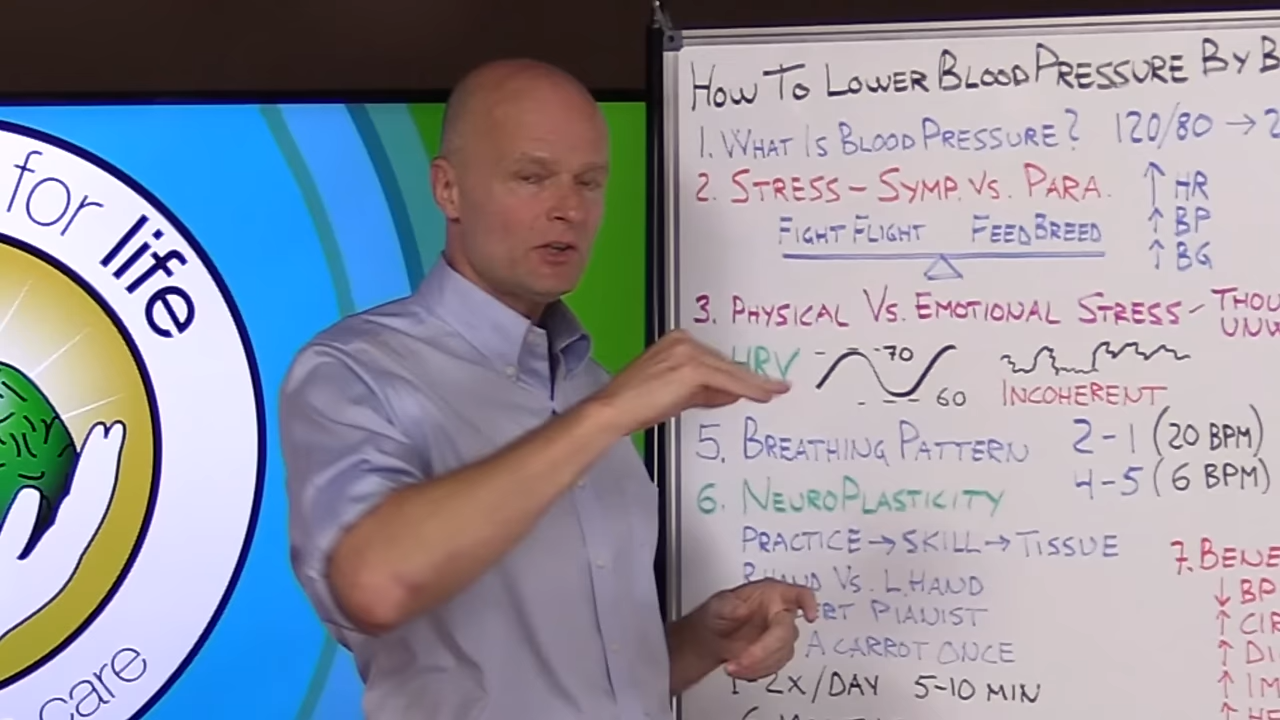 for life
care
HOW TO LOWER BLOOD PRESSURE BY B
1. WHAT IS BLOOD PRESSURE? 120/80 → 2
2. STRESS - SYMP. VS. PARA. ↑ HR
FIGHT FLIGHT FEED BREED ↑ BP
↑ BG
3. PHYSICAL VS. EMOTIONAL STRESS - THOU
UNW
HRV 70
60 INCOHERENT
5. BREATHING PATTERN 2-1 (20 BPM)
4-5 (6 BPM)
6. NEUROPLASTICITY
PRACTICE → SKILL → TISSUE
7. BENE
R HAND VS. L. HAND
↓ BP
ERT PIANIST
↑ CIR
A CARROT ONCE
↑ DI
1-2X/DAY 5-10 MIN
↑ IM